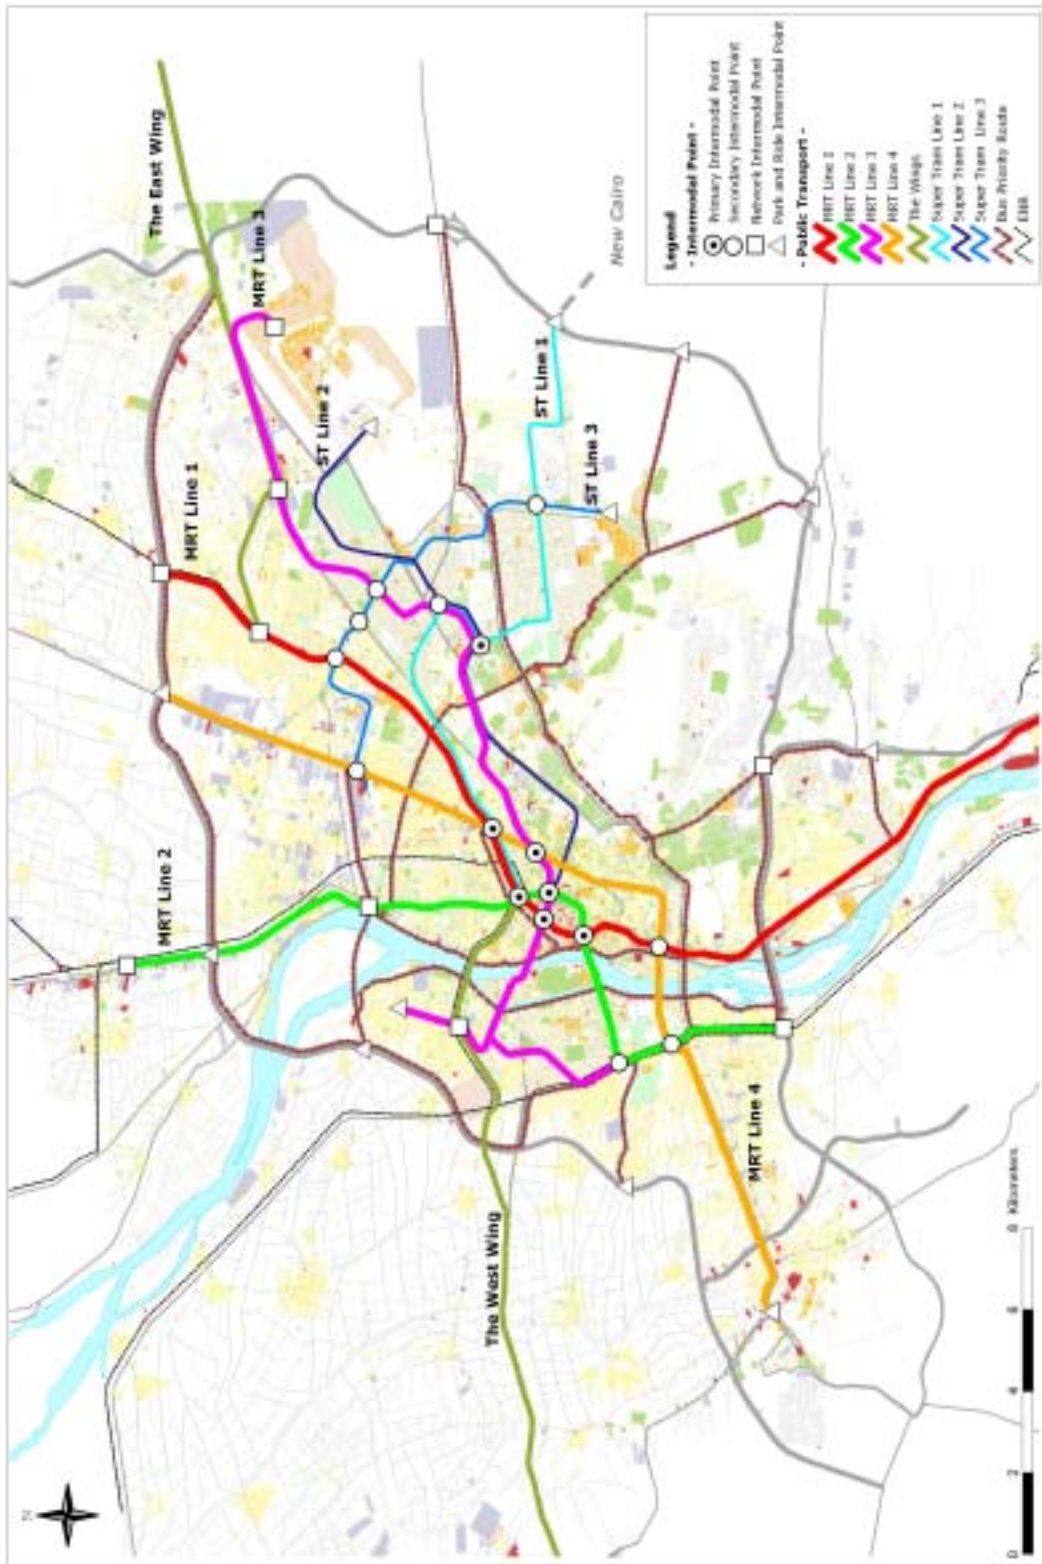 The East Wing
MRT Line 3
MRT Line 1
ST Line 2
MRT Line 2
ST Line 1
ST Line 3
New Cairo
The West Wing
MRT Line 4
N
Legend
- Intermodal Point -
Primary Intermodal Point
Secondary Intermodal Point
Network Intermodal Point
Park and Ride Intermodal Point
- Public Transport -
MRT Line 1
MRT Line 2
MRT Line 3
MRT Line 4
The Wings
Super Tram Line 1
Super Tram Line 2
Super Tram Line 3
Bus Priority Route
ENR
0 2 4 6 8 Kilometers